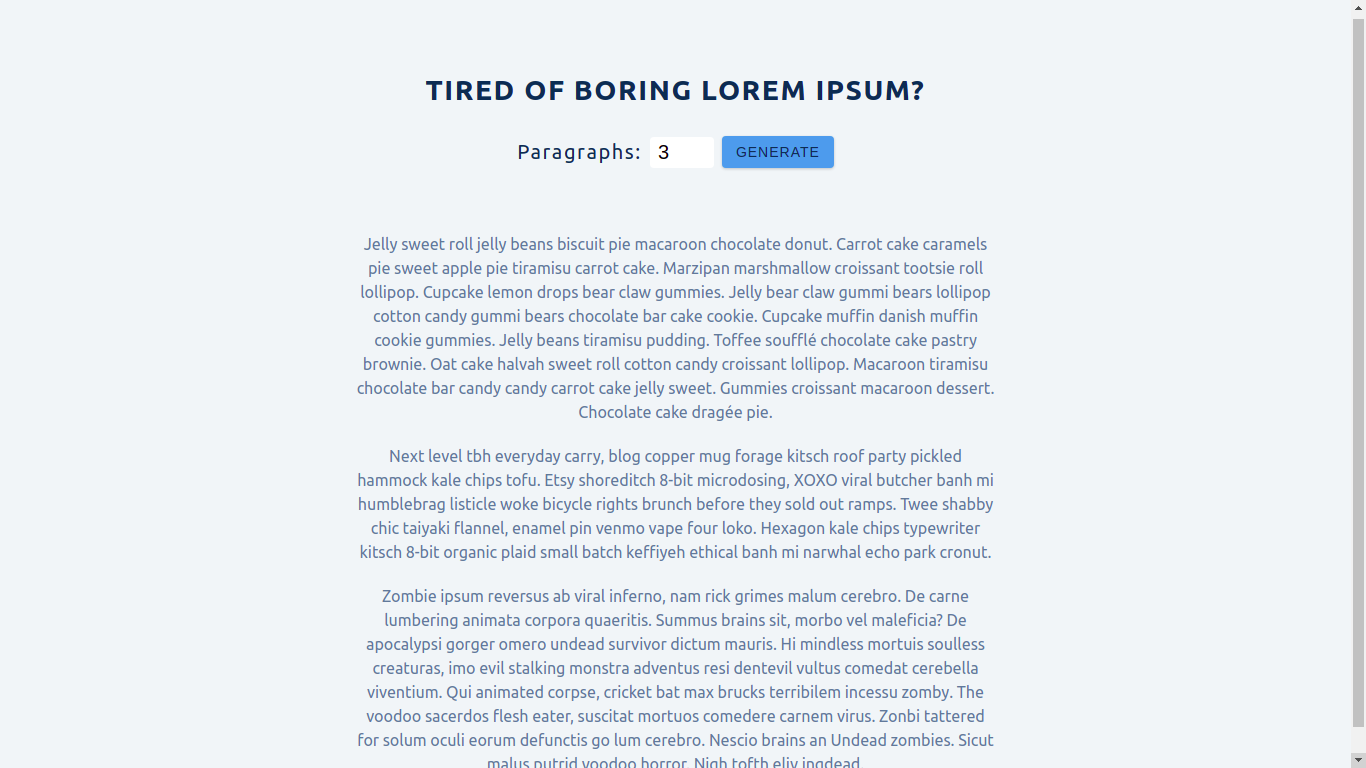 TIRED OF BORING LOREM IPSUM?
Paragraphs: 3 GENERATE
Jelly sweet roll jelly beans biscuit pie macaroon chocolate donut. Carrot cake caramels
pie sweet apple pie tiramisu carrot cake. Marzipan marshmallow croissant tootsie roll
lollipop. Cupcake lemon drops bear claw gummies. Jelly bear claw gummi bears lollipop
cotton candy gummi bears chocolate bar cake cookie. Cupcake muffin danish muffin
cookie gummies. Jelly beans tiramisu pudding. Toffee soufflé chocolate cake pastry
brownie. Oat cake halvah sweet roll cotton candy croissant lollipop. Macaroon tiramisu
chocolate bar candy candy carrot cake jelly sweet. Gummies croissant macaroon dessert.
Chocolate cake dragée pie.
Next level tbh everyday carry, blog copper mug forage kitsch roof party pickled
hammock kale chips tofu. Etsy shoreditch 8-bit microdosing, XOXO viral butcher banh mi
humblebrag listicle woke bicycle rights brunch before they sold out ramps. Twee shabby
chic taiyaki flannel, enamel pin venmo vape four loko. Hexagon kale chips typewriter
kitsch 8-bit organic plaid small batch keffiyeh ethical banh mi narwhal echo park cronut.
Zombie ipsum reversus ab viral inferno, nam rick grimes malum cerebro. De carne
lumbering animata corpora quaeritis. Summus brains sit, morbo vel maleficia? De
apocalypsi gorger omero undead survivor dictum mauris. Hi mindless mortuis soulless
creaturas, imo evil stalking monstra adventus resi dentevil vultus comedat cerebella
viventium. Qui animated corpse, cricket bat max brucks terribilem incessu zomby. The
voodoo sacerdos flesh eater, suscitat mortuos comedere carnem virus. Zonbi tattered
for solum oculi eorum defunctis go lum cerebro. Nescio brains an Undead zombies. Sicut
malus putrid voodoo horror. Nigh tofth eliv ingdead.